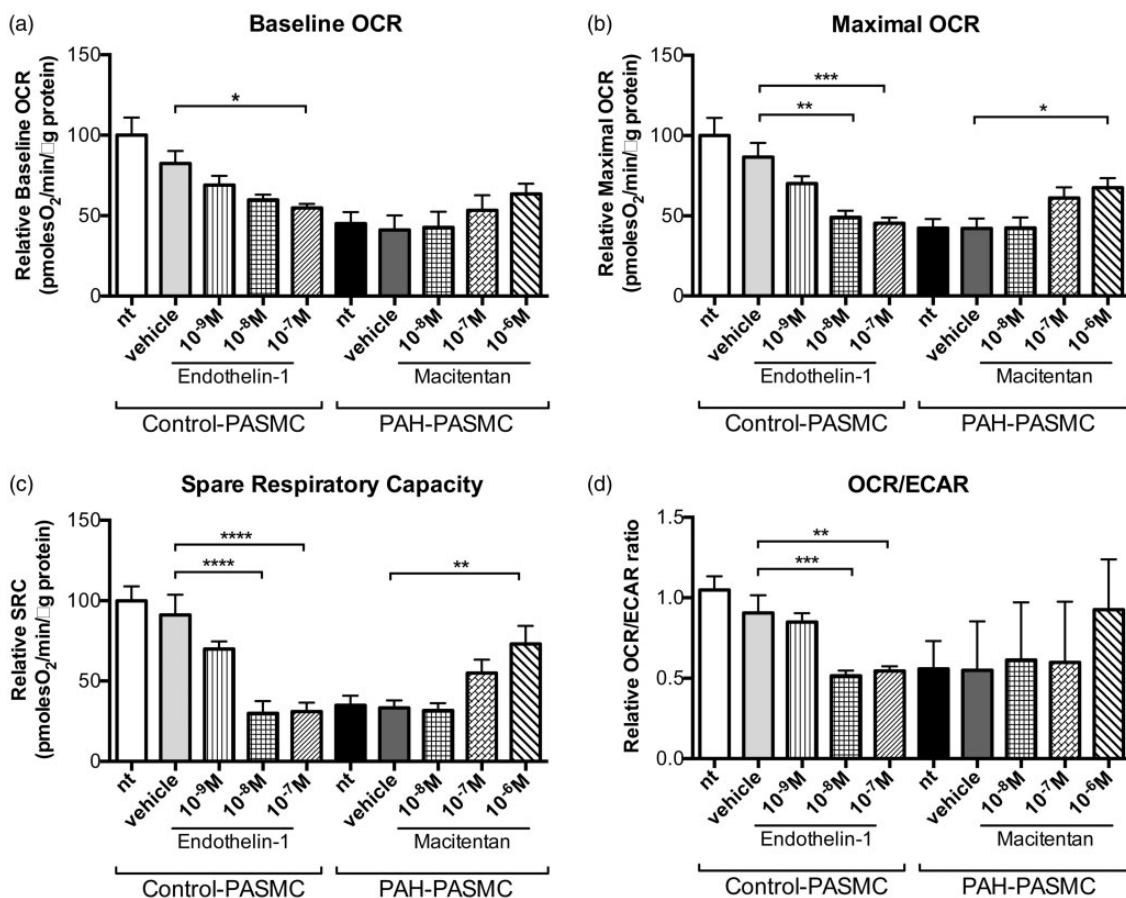 (a)
Baseline OCR
Relative Baseline OCR
(pmolesO₂/min/□g protein)
150
100
50
0
*
nt
vehicle
10⁻⁹M
10⁻⁸M
10⁻⁷M
nt
vehicle
10⁻⁸M
10⁻⁷M
10⁻⁶M
Endothelin-1
Macitentan
Control-PASMC
PAH-PASMC
(b)
Maximal OCR
Relative Maximal OCR
(pmolesO₂/min/□g protein)
150
100
50
0
***
**
*
nt
vehicle
10⁻⁹M
10⁻⁸M
10⁻⁷M
nt
vehicle
10⁻⁸M
10⁻⁷M
10⁻⁶M
Endothelin-1
Macitentan
Control-PASMC
PAH-PASMC
(c)
Spare Respiratory Capacity
Relative SRC
(pmolesO₂/min/□g protein)
150
100
50
0
****
****
**
nt
vehicle
10⁻⁹M
10⁻⁸M
10⁻⁷M
nt
vehicle
10⁻⁸M
10⁻⁷M
10⁻⁶M
Endothelin-1
Macitentan
Control-PASMC
PAH-PASMC
(d)
OCR/ECAR
Relative OCR/ECAR ratio
1.5
1.0
0.5
0.0
**
***
nt
vehicle
10⁻⁹M
10⁻⁸M
10⁻⁷M
nt
vehicle
10⁻⁸M
10⁻⁷M
10⁻⁶M
Endothelin-1
Macitentan
Control-PASMC
PAH-PASMC